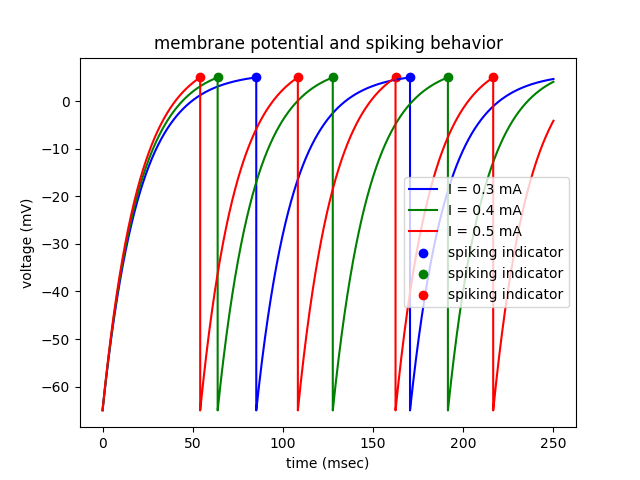 membrane potential and spiking behavior
voltage (mV)
0
−10
−20
−30
−40
−50
−60
I = 0.3 mA
I = 0.4 mA
I = 0.5 mA
spiking indicator
spiking indicator
spiking indicator
0 50 100 150 200 250
time (msec)